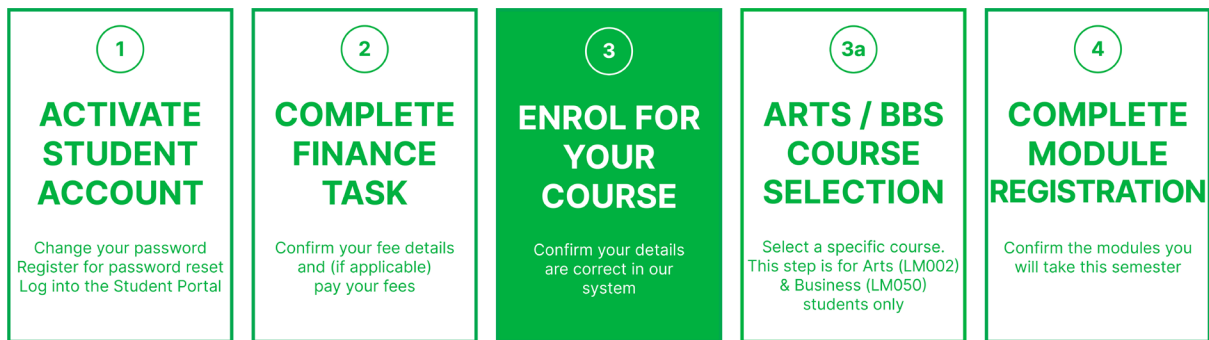 1
ACTIVATE
STUDENT
ACCOUNT
Change your password
Register for password reset
Log into the Student Portal
2
COMPLETE
FINANCE
TASK
Confirm your fee details
and (if applicable)
pay your fees
3
ENROL FOR
YOUR
COURSE
Confirm your details
are correct in our
system
3a
ARTS / BBS
COURSE
SELECTION
Select a specific course.
This step is for Arts (LM002)
& Business (LM050)
students only
4
COMPLETE
MODULE
REGISTRATION
Confirm the modules you
will take this semester